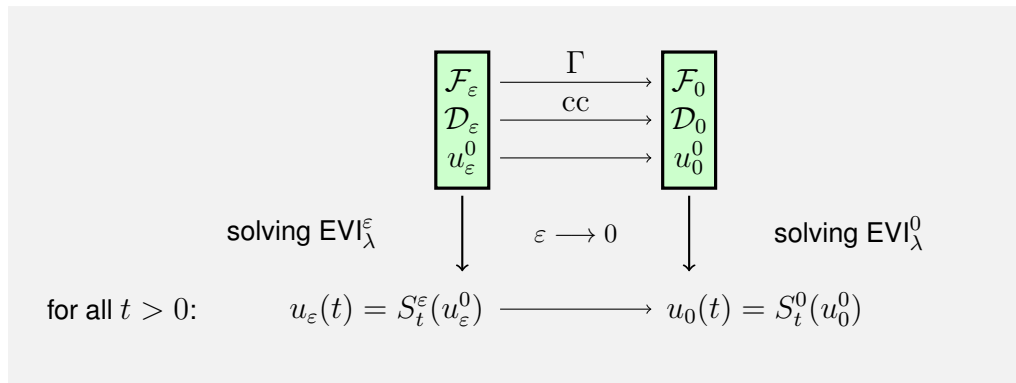 Γ
𝓕_ε ⟶ 𝓕_0
cc
𝓓_ε ⟶ 𝓓_0
u_ε^0 ⟶ u_0^0
solving EVI_λ^ε   ε ⟶ 0   solving EVI_λ^0
for all t > 0:   u_ε(t) = S_t^ε(u_ε^0) ⟶ u_0(t) = S_t^0(u_0^0)